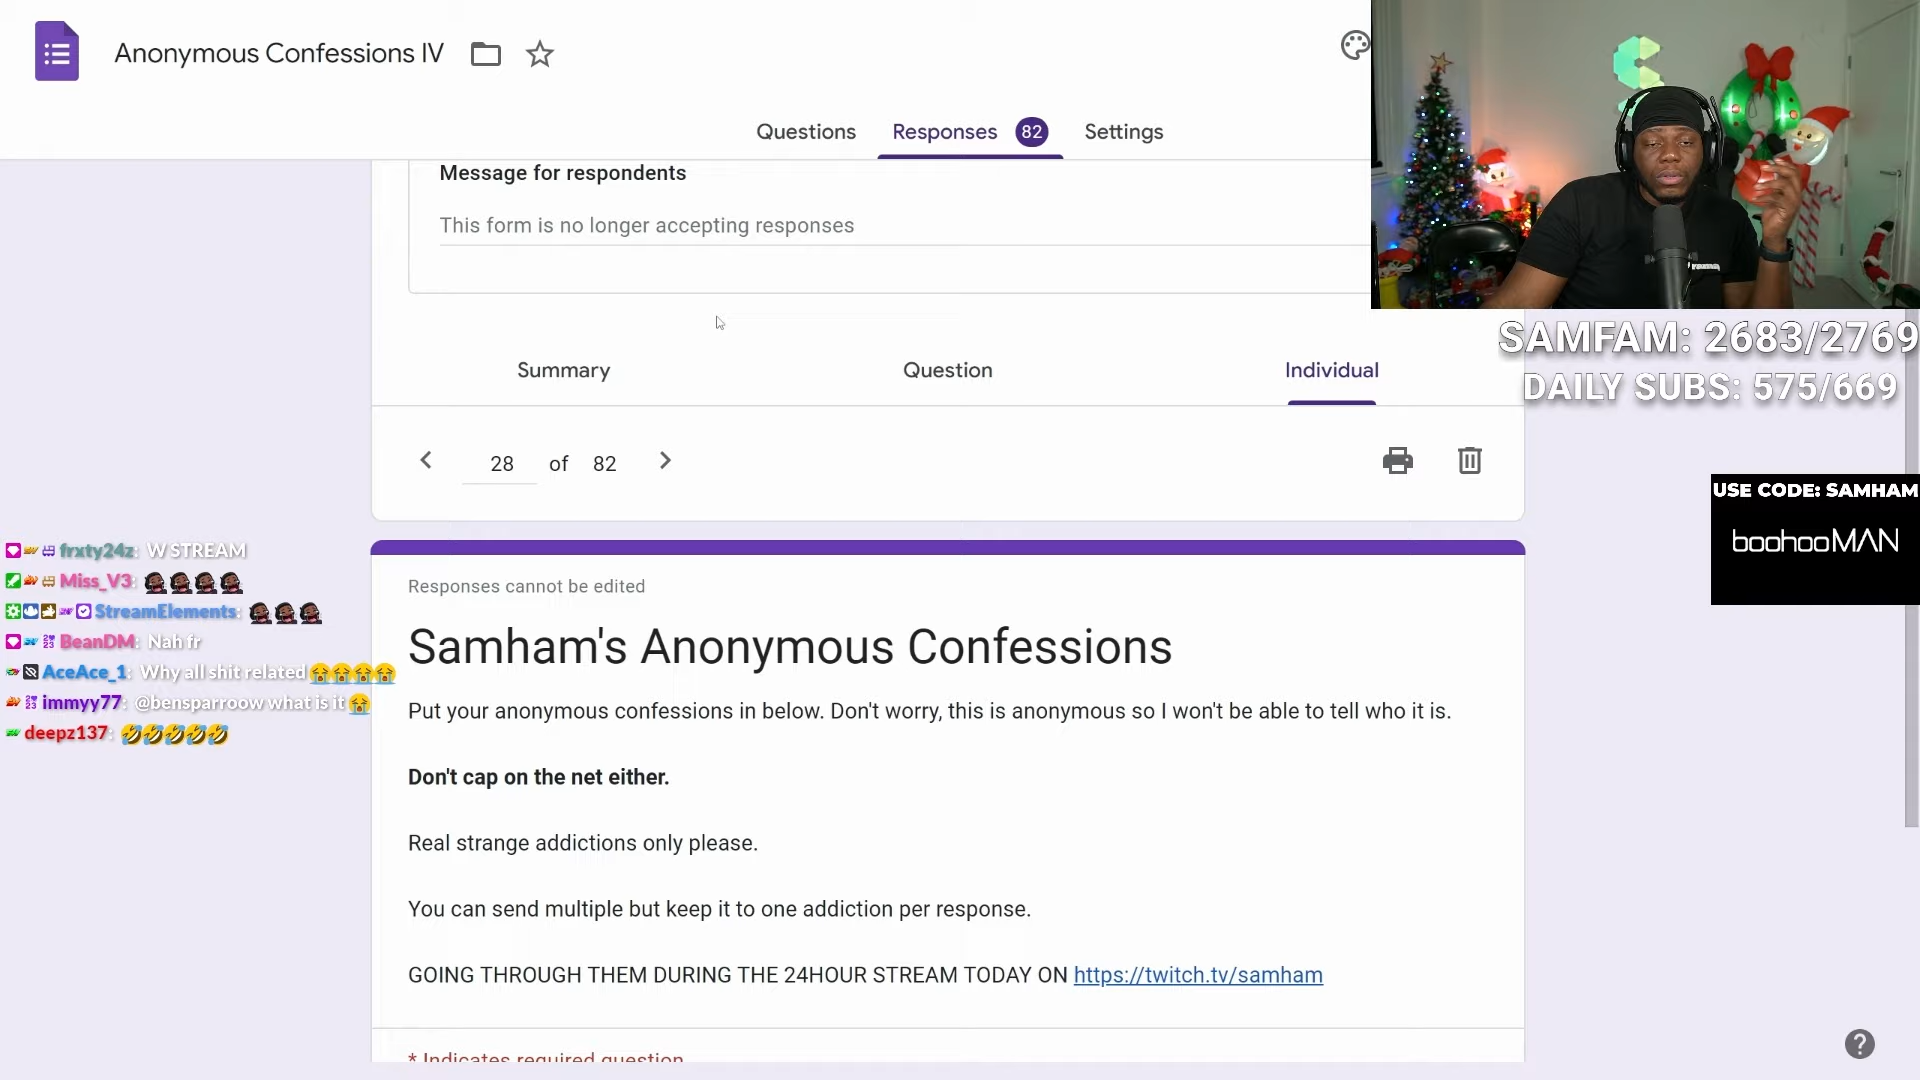 Anonymous Confessions IV
Questions
Responses 82
Settings
Message for respondents
This form is no longer accepting responses
SAMFAM: 2683/2769
DAILY SUBS: 575/669
Summary
Question
Individual
28 of 82
USE CODE: SAMHAM
boohooMAN
frxty24z: W STREAM
Miss_V3:
StreamElements:
BeanDM: Nah fr
AceAce_1: Why all shit related 😭😭😭😭
immyy77: @bensparroow what is it 😭
deepz137: 🤣🤣🤣🤣🤣
Responses cannot be edited
Samham's Anonymous Confessions
Put your anonymous confessions in below. Don't worry, this is anonymous so I won't be able to tell who it is.
Don't cap on the net either.
Real strange addictions only please.
You can send multiple but keep it to one addiction per response.
GOING THROUGH THEM DURING THE 24HOUR STREAM TODAY ON https://twitch.tv/samham
* Indicates required question